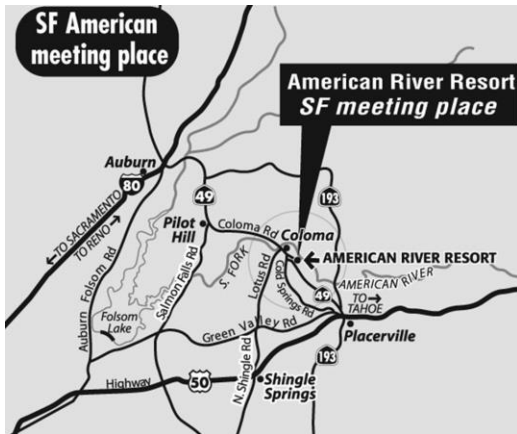 SF American
meeting place
American River Resort
SF meeting place
Auburn
80
←TO SACRAMENTO
TO RENO→
49
193
Pilot
Hill
Coloma Rd
Coloma
← AMERICAN RIVER RESORT
Auburn Folsom Rd
Salmon Falls Rd
S. FORK
Lotus Rd
Cold Springs Rd
49
AMERICAN RIVER
TO→
TAHOE
Folsom
Lake
Green Valley Rd
Placerville
193
Highway
50
N. Shingle Rd
Shingle
Springs